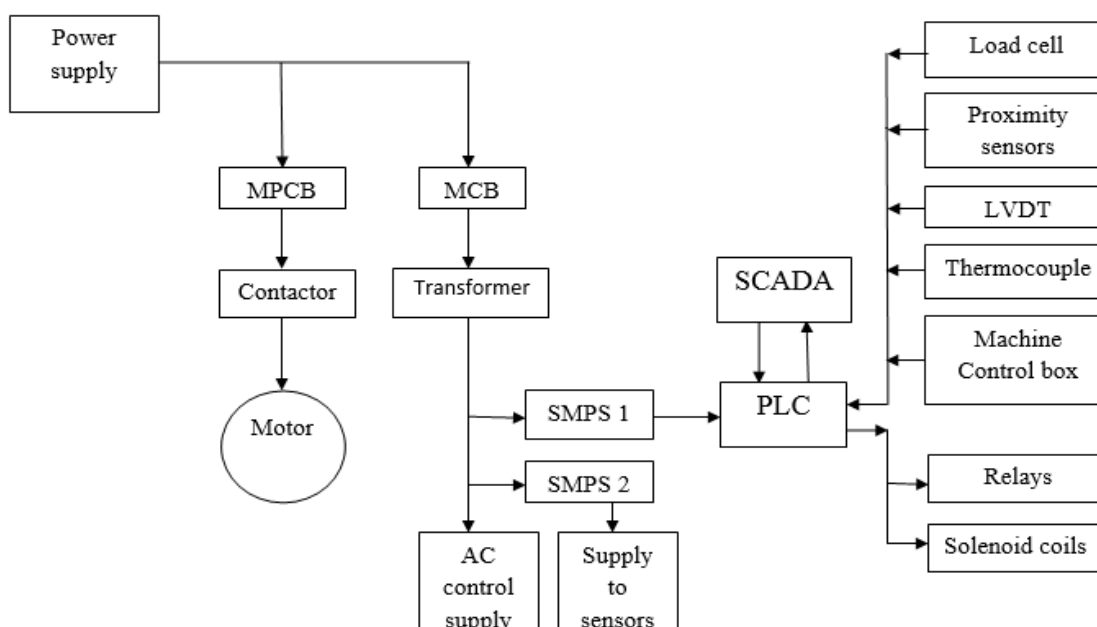 Power
supply
Load cell
Proximity
sensors
MPCB
MCB
LVDT
Contactor
Transformer
SCADA
Thermocouple
Machine
Control box
Motor
SMPS 1
PLC
SMPS 2
Relays
AC
control
supply
Supply
to
sensors
Solenoid coils